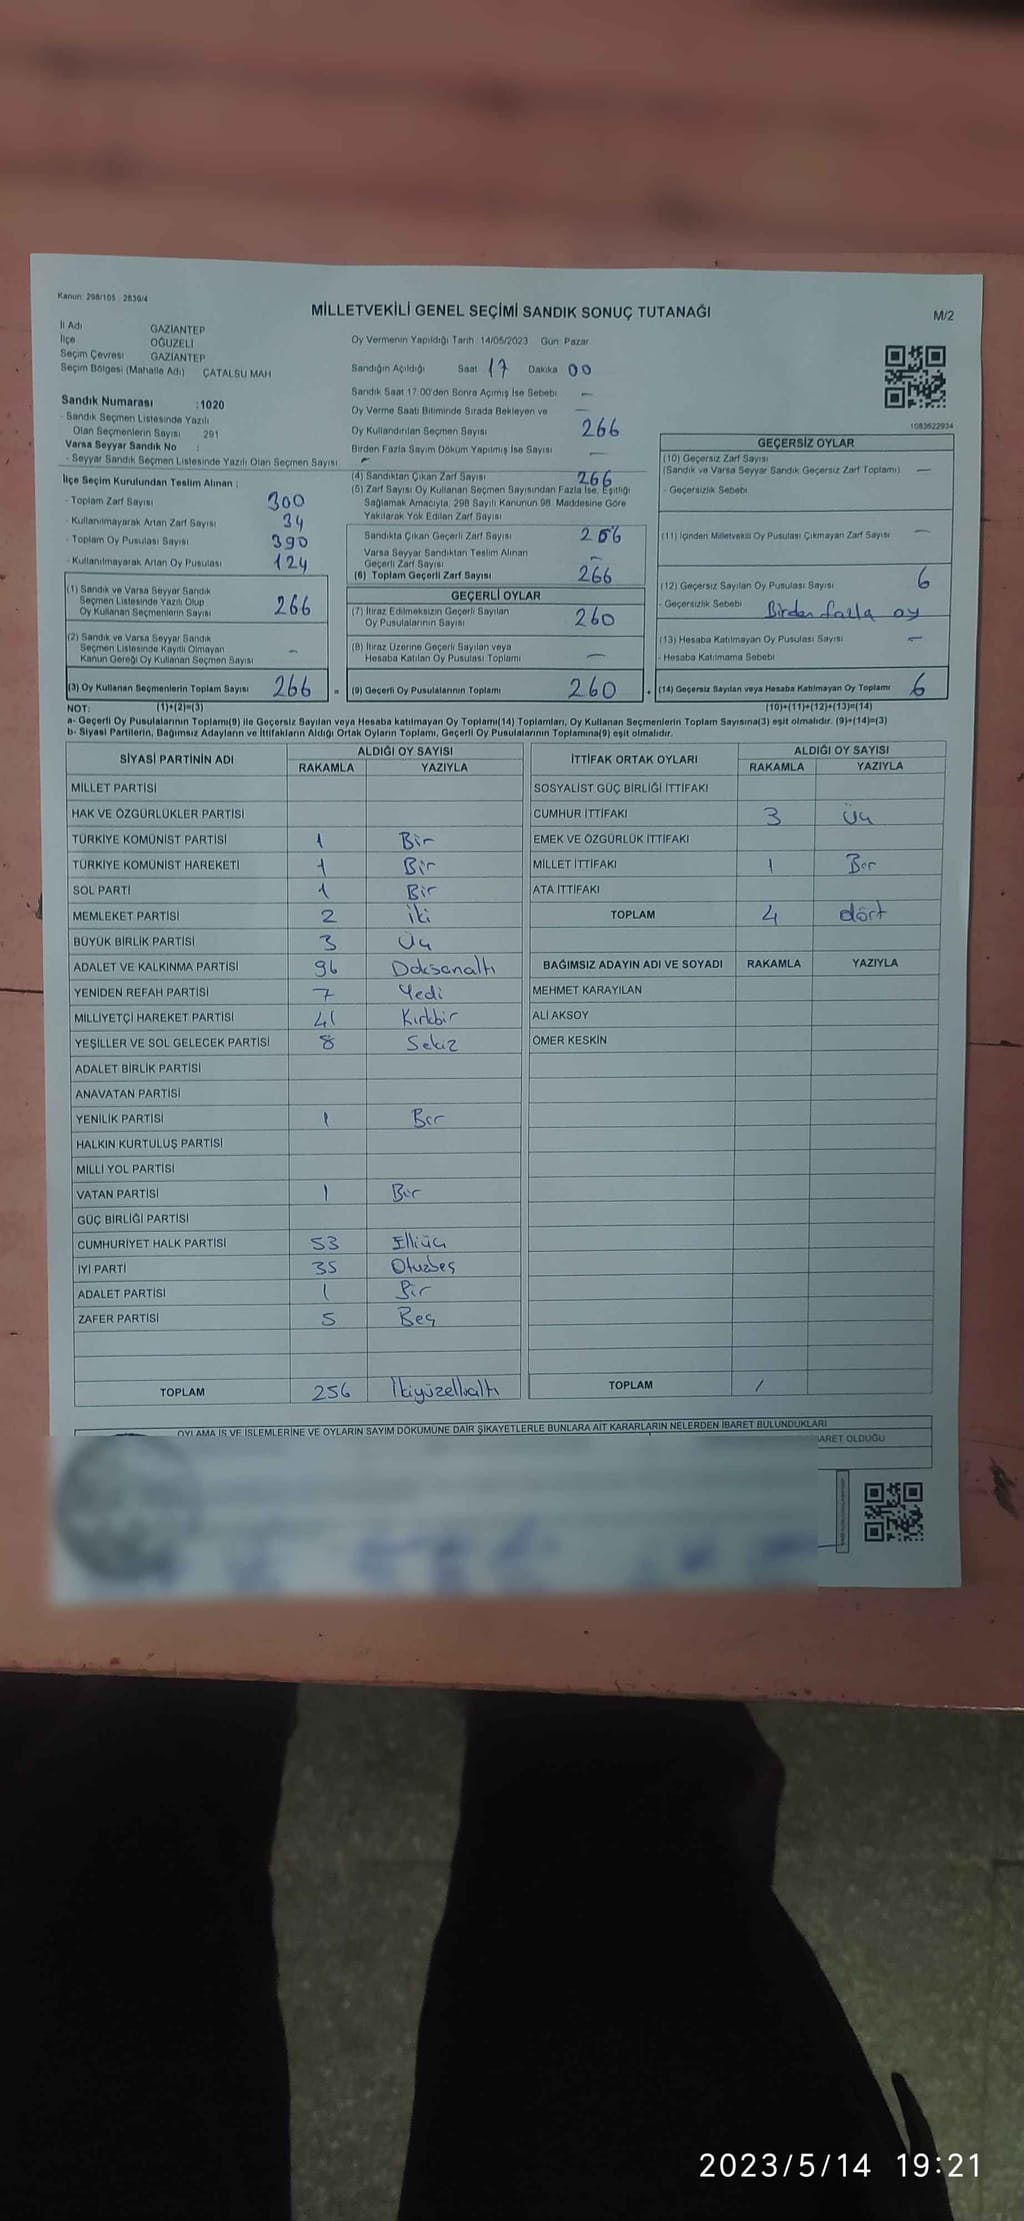 Kanun: 298/105 2839/4
MİLLETVEKİLİ GENEL SEÇİMİ SANDIK SONUÇ TUTANAĞI
M/2
İl Adı GAZİANTEP
İlçe OĞUZELİ
Seçim Çevresi GAZİANTEP
Seçim Bölgesi (Mahalle Adı) ÇATALSU MAH
Sandık Numarası :1020
- Sandık Seçmen Listesinde Yazılı
Olan Seçmenlerin Sayısı 291
Varsa Seyyar Sandık No :
- Seyyar Sandık Seçmen Listesinde Yazılı Olan Seçmen Sayısı -
İlçe Seçim Kurulundan Teslim Alınan :
- Toplam Zarf Sayısı 300
- Kullanılmayarak Artan Zarf Sayısı 34
- Toplam Oy Pusulası Sayısı 390
- Kullanılmayarak Artan Oy Pusulası 124
(1) Sandık ve Varsa Seyyar Sandık
Seçmen Listesinde Yazılı Olup
Oy Kullanan Seçmenlerin Sayısı 266
(2) Sandık ve Varsa Seyyar Sandık
Seçmen Listesinde Kayıtlı Olmayan
Kanun Gereği Oy Kullanan Seçmen Sayısı -
(3) Oy Kullanan Seçmenlerin Toplam Sayısı 266 =
Oy Vermenin Yapıldığı Tarih 14/05/2023 Gün Pazar
Sandığın Açıldığı Saat 17 Dakika 00
Sandık Saat 17 00'den Sonra Açımış İse Sebebi -
Oy Verme Saati Bitiminde Sırada Bekleyen ve -
Oy Kullandırılan Seçmen Sayısı 266
Birden Fazla Sayım Döküm Yapılmış İse Sayısı -
(4) Sandıktan Çıkan Zarf Sayısı 266
(5) Zarf Sayısı Oy Kullanan Seçmen Sayısından Fazla İse, Eşitliği
Sağlamak Amacıyla, 298 Sayılı Kanunun 98. Maddesine Göre
Yakılarak Yok Edilen Zarf Sayısı
Sandıkta Çıkan Geçerli Zarf Sayısı 266
Varsa Seyyar Sandıktan Teslim Alınan
Geçerli Zarf Sayısı -
(6) Toplam Geçerli Zarf Sayısı 266
GEÇERLİ OYLAR
(7) İtiraz Edilmeksizin Geçerli Sayılan
Oy Pusulalarının Sayısı 260
(8) İtiraz Üzerine Geçerli Sayılan veya
Hesaba Katılan Oy Pusulası Toplamı -
(9) Geçerli Oy Pusulalarının Toplamı 260 +
1083622934
GEÇERSİZ OYLAR
(10) Geçersiz Zarf Sayısı
(Sandık ve Varsa Seyyar Sandık Geçersiz Zarf Toplamı) -
- Geçersizlik Sebebi
(11) İçinden Milletvekili Oy Pusulası Çıkmayan Zarf Sayısı -
(12) Geçersiz Sayılan Oy Pusulası Sayısı 6
- Geçersizlik Sebebi Birden fazla oy
(13) Hesaba Katılmayan Oy Pusulası Sayısı -
- Hesaba Katılmama Sebebi
(14) Geçersiz Sayılan veya Hesaba Katılmayan Oy Toplamı 6
NOT: (1)+(2)=(3) (10)+(11)+(12)+(13)=(14)
a- Geçerli Oy Pusulalarının Toplamı(9) ile Geçersiz Sayılan veya Hesaba katılmayan Oy Toplamı(14) Toplamları, Oy Kullanan Seçmenlerin Toplam Sayısına(3) eşit olmalıdır. (9)+(14)=(3)
b- Siyasi Partilerin, Bağımsız Adayların ve İttifakların Aldığı Ortak Oyların Toplamı, Geçerli Oy Pusulalarının Toplamına(9) eşit olmalıdır.
SİYASİ PARTİNİN ADI ALDIĞI OY SAYISI
RAKAMLA YAZIYLA
MİLLET PARTİSİ
HAK VE ÖZGÜRLÜKLER PARTİSİ
TÜRKİYE KOMÜNİST PARTİSİ 1 Bir
TÜRKİYE KOMÜNİST HAREKETİ 1 Bir
SOL PARTİ 1 Bir
MEMLEKET PARTİSİ 2 İki
BÜYÜK BİRLİK PARTİSİ 3 Üç
ADALET VE KALKINMA PARTİSİ 96 Doksanaltı
YENİDEN REFAH PARTİSİ 7 Yedi
MİLLİYETÇİ HAREKET PARTİSİ 41 Kırkbir
YEŞİLLER VE SOL GELECEK PARTİSİ 8 Sekiz
ADALET BİRLİK PARTİSİ
ANAVATAN PARTİSİ
YENİLİK PARTİSİ 1 Bir
HALKIN KURTULUŞ PARTİSİ
MİLLİ YOL PARTİSİ
VATAN PARTİSİ 1 Bir
GÜÇ BİRLİĞİ PARTİSİ
CUMHURİYET HALK PARTİSİ 53 Elliüç
İYİ PARTİ 35 Otuzbeş
ADALET PARTİSİ 1 Bir
ZAFER PARTİSİ 5 Beş
TOPLAM 256 İkiyüzellialtı
İTTİFAK ORTAK OYLARI ALDIĞI OY SAYISI
RAKAMLA YAZIYLA
SOSYALİST GÜÇ BİRLİĞİ İTTİFAKI
CUMHUR İTTİFAKI 3 Üç
EMEK VE ÖZGÜRLÜK İTTİFAKI
MİLLET İTTİFAKI 1 Bir
ATA İTTİFAKI
TOPLAM 4 dört
BAĞIMSIZ ADAYIN ADI VE SOYADI RAKAMLA YAZIYLA
MEHMET KARAYILAN
ALİ AKSOY
ÖMER KESKİN
TOPLAM /
OYLAMA İŞ VE İŞLEMLERİNE VE OYLARIN SAYIM DÖKÜMÜNE DAİR ŞİKAYETLERLE BUNLARA AİT KARARLARIN NELERDEN İBARET BULUNDUKLARI
OLDUĞU
2023/5/14 19:21